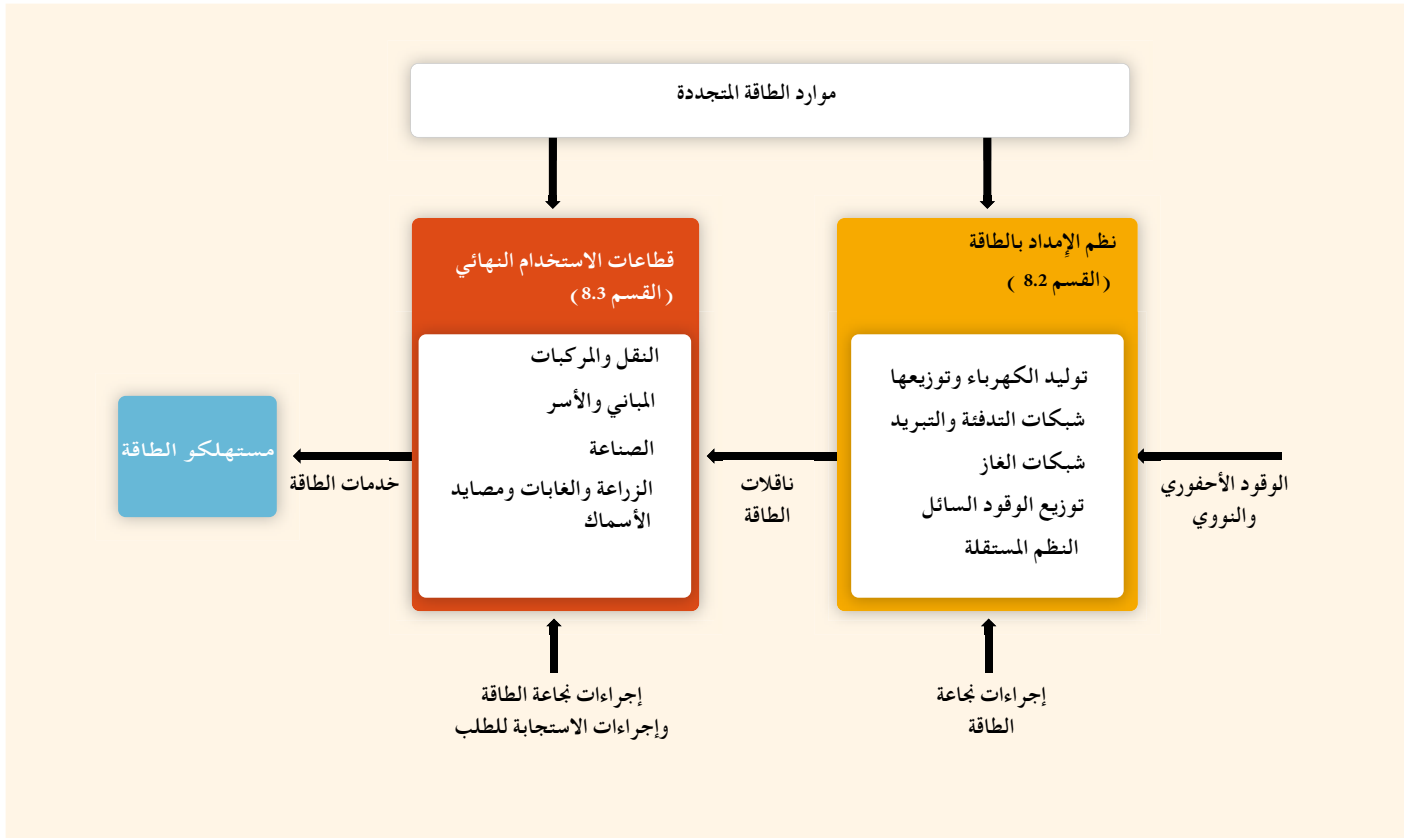 موارد الطاقة المتجددة
نظم الإمداد بالطاقة
(القسم 8.2 )
توليد الكهرباء وتوزيعها
شبكات التدفئة والتبريد
شبكات الغاز
توزيع الوقود السائل
النظم المستقلة
قطاعات الاستخدام النهائي
(القسم 8.3)
النقل والمركبات
المباني والأسر
الصناعة
الزراعة والغابات ومصايد
الأسماك
مستهلكو الطاقة
الوقود الأحفوري
والنووي
ناقلات
الطاقة
خدمات الطاقة
إجراءات نجاعة
الطاقة
إجراءات نجاعة الطاقة
وإجراءات الاستجابة للطلب